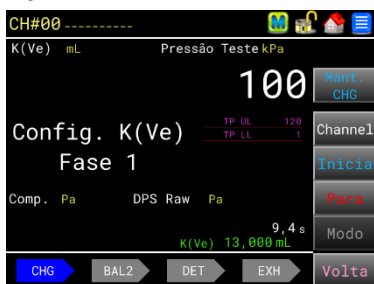 CH#00 ----------
M
K(Ve) mL Pressão Teste kPa
100
Mant. CHG
TP UL 120
TP LL 1
Config. K(Ve)
Fase 1
Channel
Inicia
Comp. Pa DPS Raw Pa
Para
9,4 s
K(Ve) 13,000 mL
Modo
CHG BAL2 DET EXH Volta